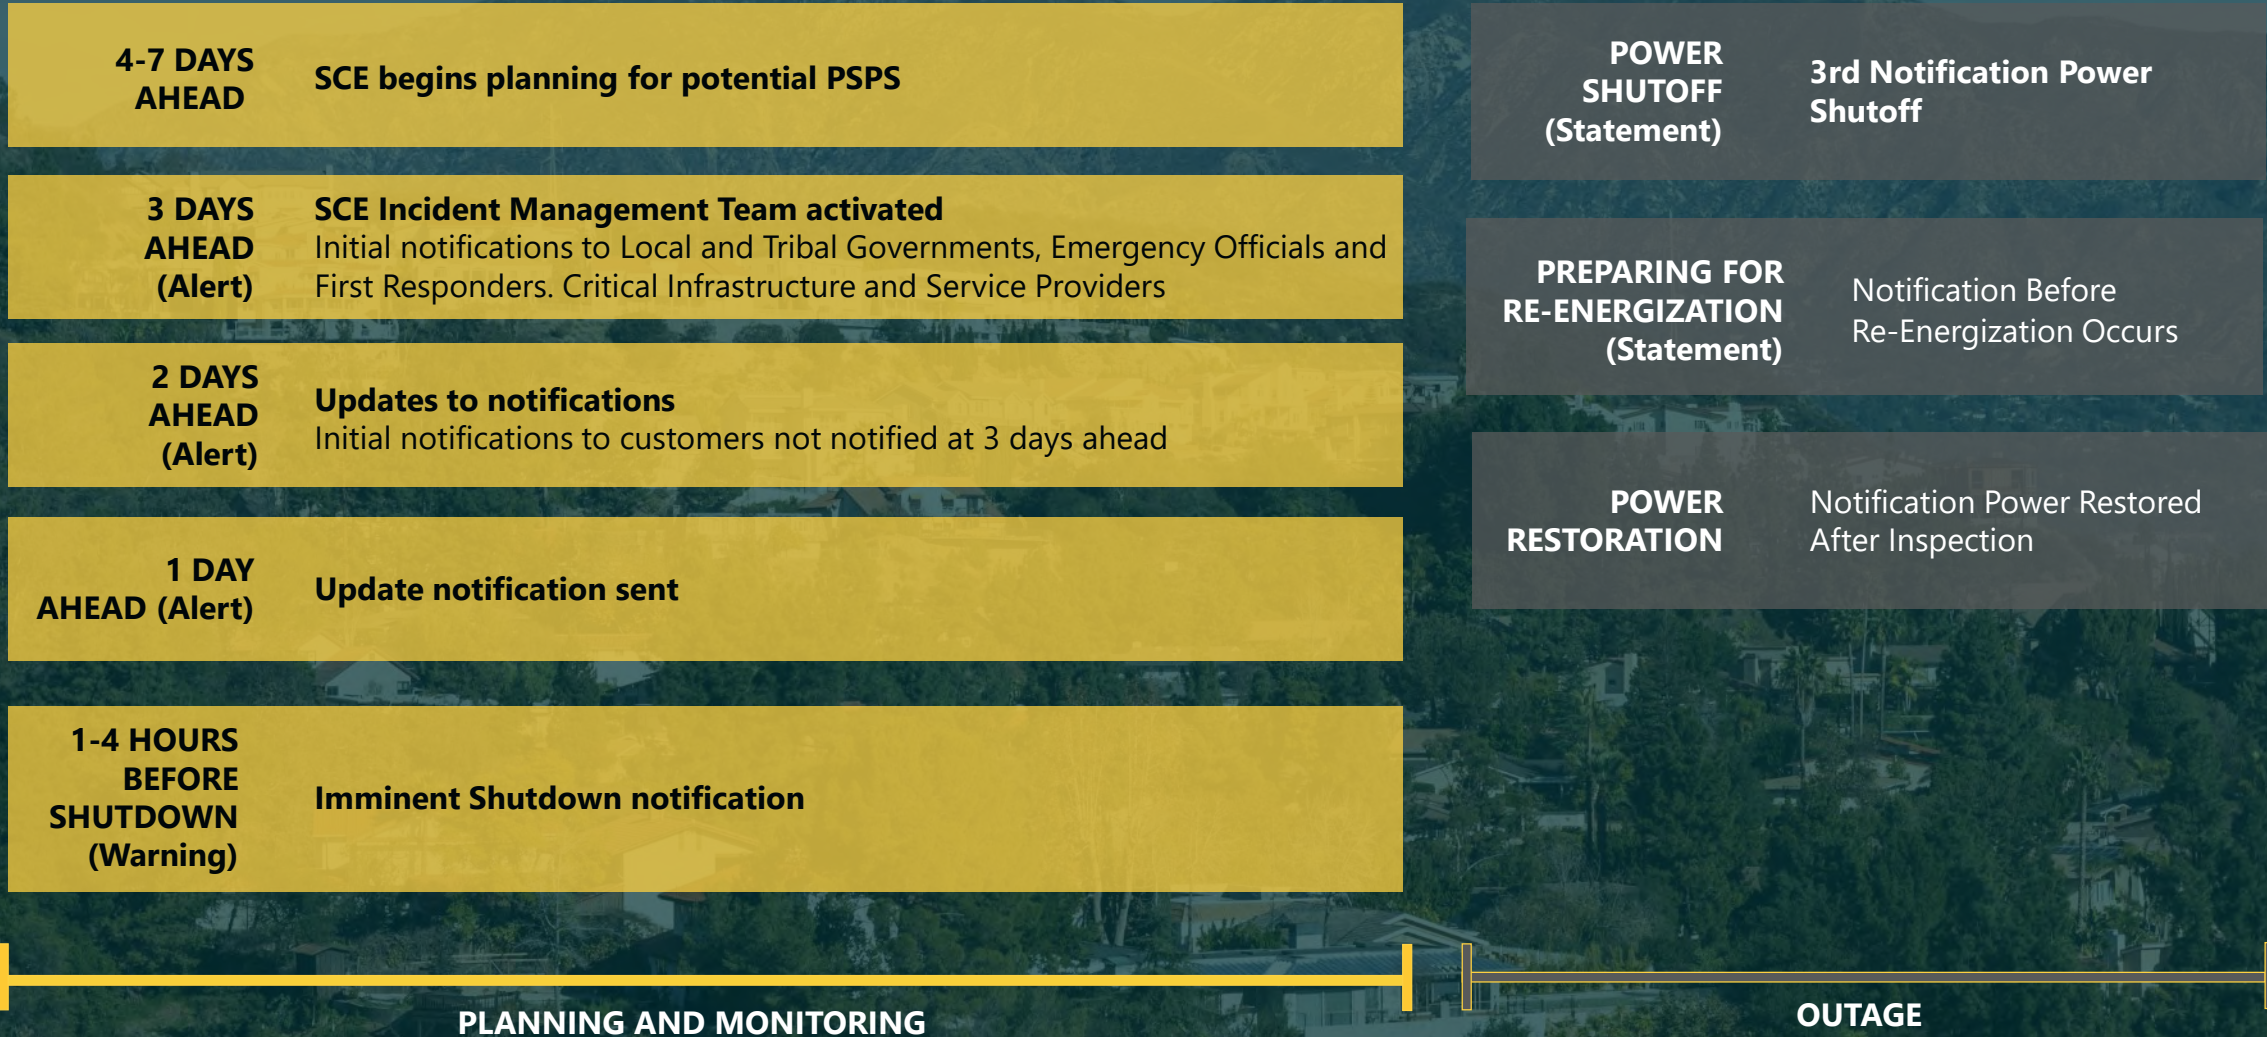 4-7 DAYS
AHEAD
SCE begins planning for potential PSPS
3 DAYS
AHEAD
(Alert)
SCE Incident Management Team activated
Initial notifications to Local and Tribal Governments, Emergency Officials and
First Responders. Critical Infrastructure and Service Providers
2 DAYS
AHEAD
(Alert)
Updates to notifications
Initial notifications to customers not notified at 3 days ahead
1 DAY
AHEAD (Alert)
Update notification sent
1-4 HOURS
BEFORE
SHUTDOWN
(Warning)
Imminent Shutdown notification
PLANNING AND MONITORING
POWER
SHUTOFF
(Statement)
3rd Notification Power
Shutoff
PREPARING FOR
RE-ENERGIZATION
(Statement)
Notification Before
Re-Energization Occurs
POWER
RESTORATION
Notification Power Restored
After Inspection
OUTAGE